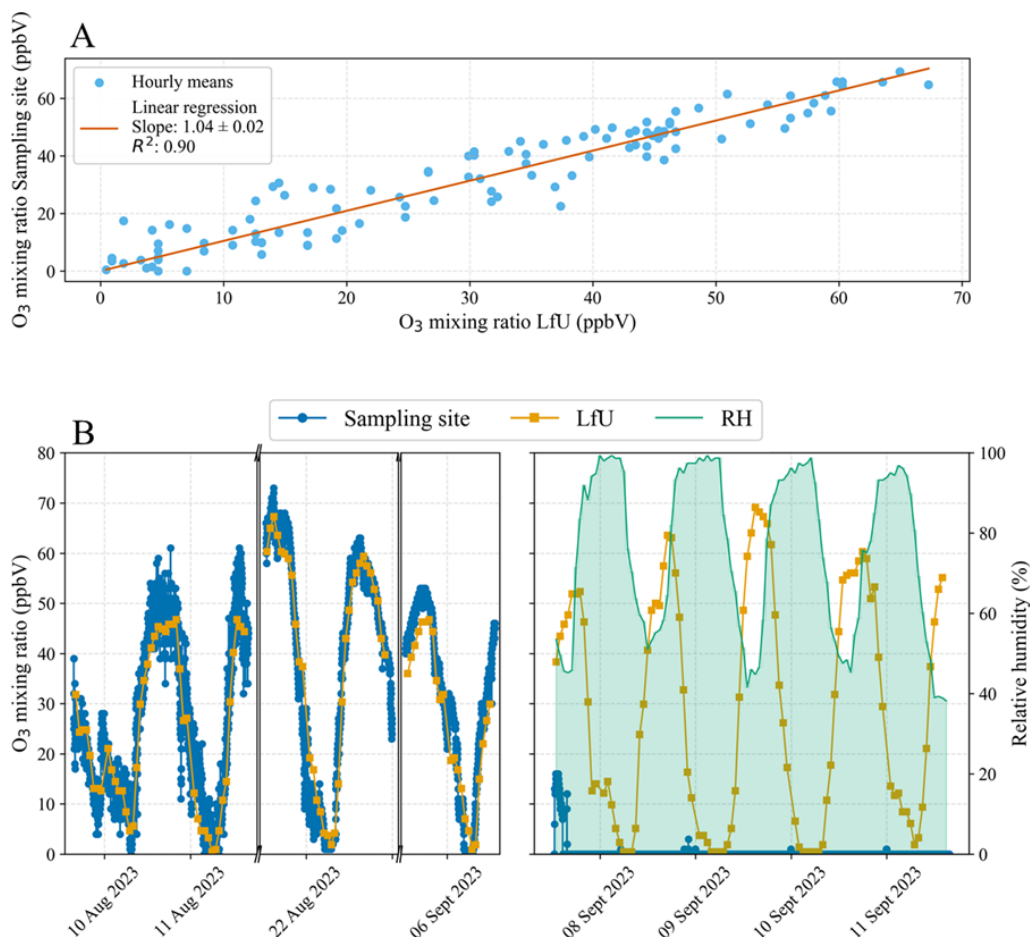 A
O₃ mixing ratio Sampling site (ppbV)
60
40
20
0
Hourly means
Linear regression
Slope: 1.04 ± 0.02
R²: 0.90
0 10 20 30 40 50 60 70
O₃ mixing ratio LfU (ppbV)
Sampling site LfU RH
B
O₃ mixing ratio (ppbV)
80
70
60
50
40
30
20
10
0
100
80
60
40
20
0
Relative humidity (%)
10 Aug 2023
11 Aug 2023
22 Aug 2023
06 Sept 2023
08 Sept 2023
09 Sept 2023
10 Sept 2023
11 Sept 2023